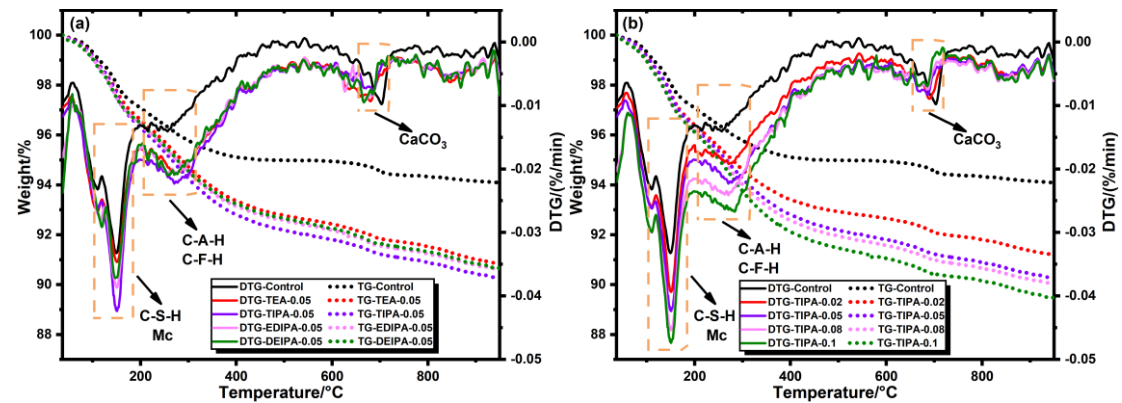 (a)
100
98
96
94
92
90
88
Weight/%
0.00
-0.01
-0.02
-0.03
-0.04
-0.05
DTG/(%/min)
CaCO3
C-A-H
C-F-H
C-S-H
Mc
DTG-Control TG-Control
DTG-TEA-0.05 TG-TEA-0.05
DTG-TIPA-0.05 TG-TIPA-0.05
DTG-EDIPA-0.05 TG-EDIPA-0.05
DTG-DEIPA-0.05 TG-DEIPA-0.05
200 400 600 800
Temperature/°C
(b)
100
98
96
94
92
90
88
Weight/%
0.00
-0.01
-0.02
-0.03
-0.04
-0.05
DTG/(%/min)
CaCO3
C-A-H
C-F-H
C-S-H
Mc
DTG-Control TG-Control
DTG-TIPA-0.02 TG-TIPA-0.02
DTG-TIPA-0.05 TG-TIPA-0.05
DTG-TIPA-0.08 TG-TIPA-0.08
DTG-TIPA-0.1 TG-TIPA-0.1
200 400 600 800
Temperature/°C